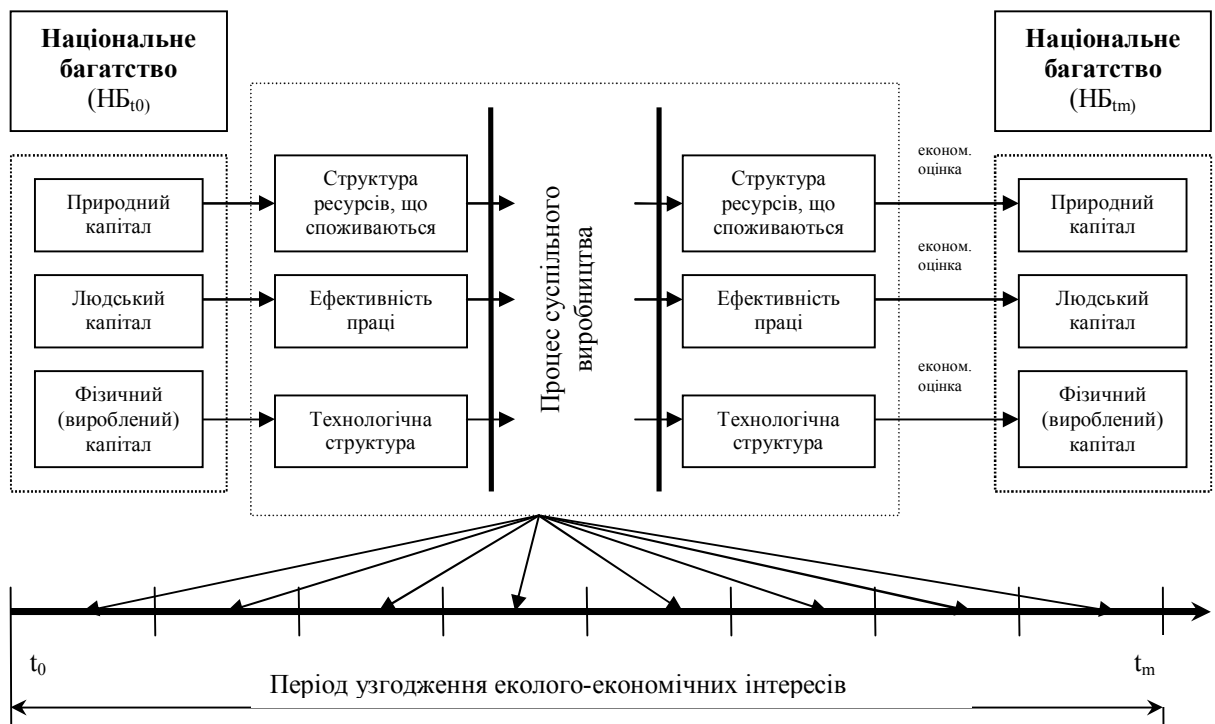 Національне
багатство
(НБt0)
Національне
багатство
(НБtm)
Природний
капітал
Людський
капітал
Фізичний
(вироблений)
капітал
Структура
ресурсів, що
споживаються
Ефективність
праці
Технологічна
структура
Процес суспільного
виробництва
Структура
ресурсів, що
споживаються
Ефективність
праці
Технологічна
структура
економ.
оцінка
економ.
оцінка
економ.
оцінка
Природний
капітал
Людський
капітал
Фізичний
(вироблений)
капітал
t0
tm
Період узгодження еколого-економічних інтересів